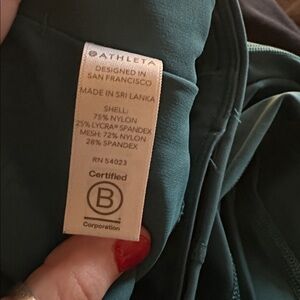 ATHLETA
DESIGNED IN
SAN FRANCISCO
MADE IN SRI LANKA
SHELL:
75% NYLON
25% LYCRA® SPANDEX
MESH: 72% NYLON
28% SPANDEX
RN 54023
Certified
B
Corporation